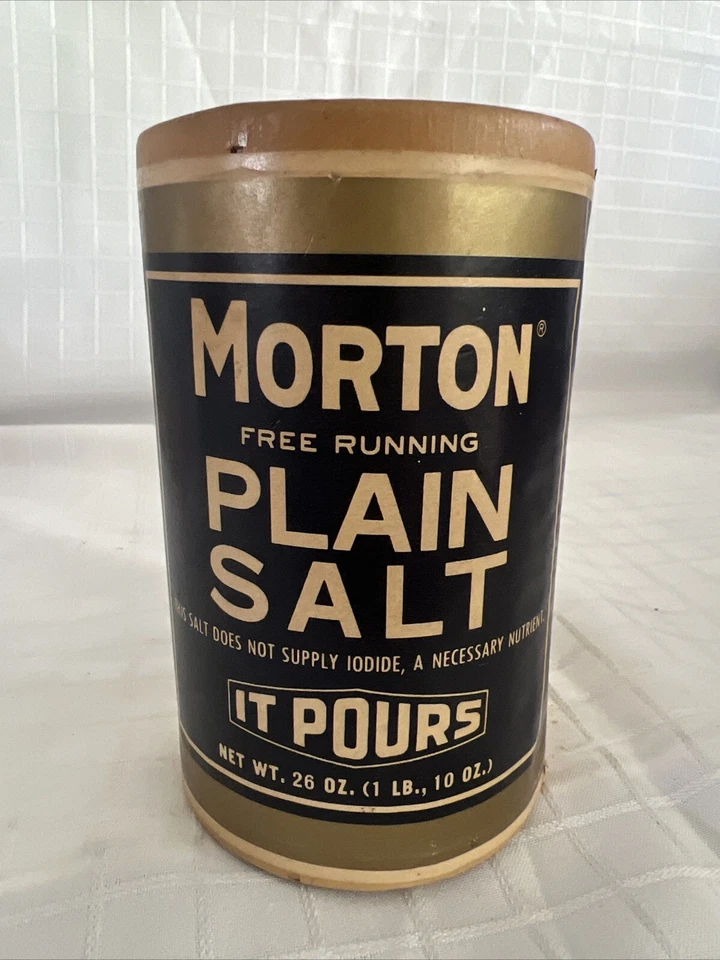 MORTON®
FREE RUNNING
PLAIN
SALT
THIS SALT DOES NOT SUPPLY IODIDE, A NECESSARY NUTRIENT.
IT POURS
NET WT. 26 OZ. (1 LB., 10 OZ.)